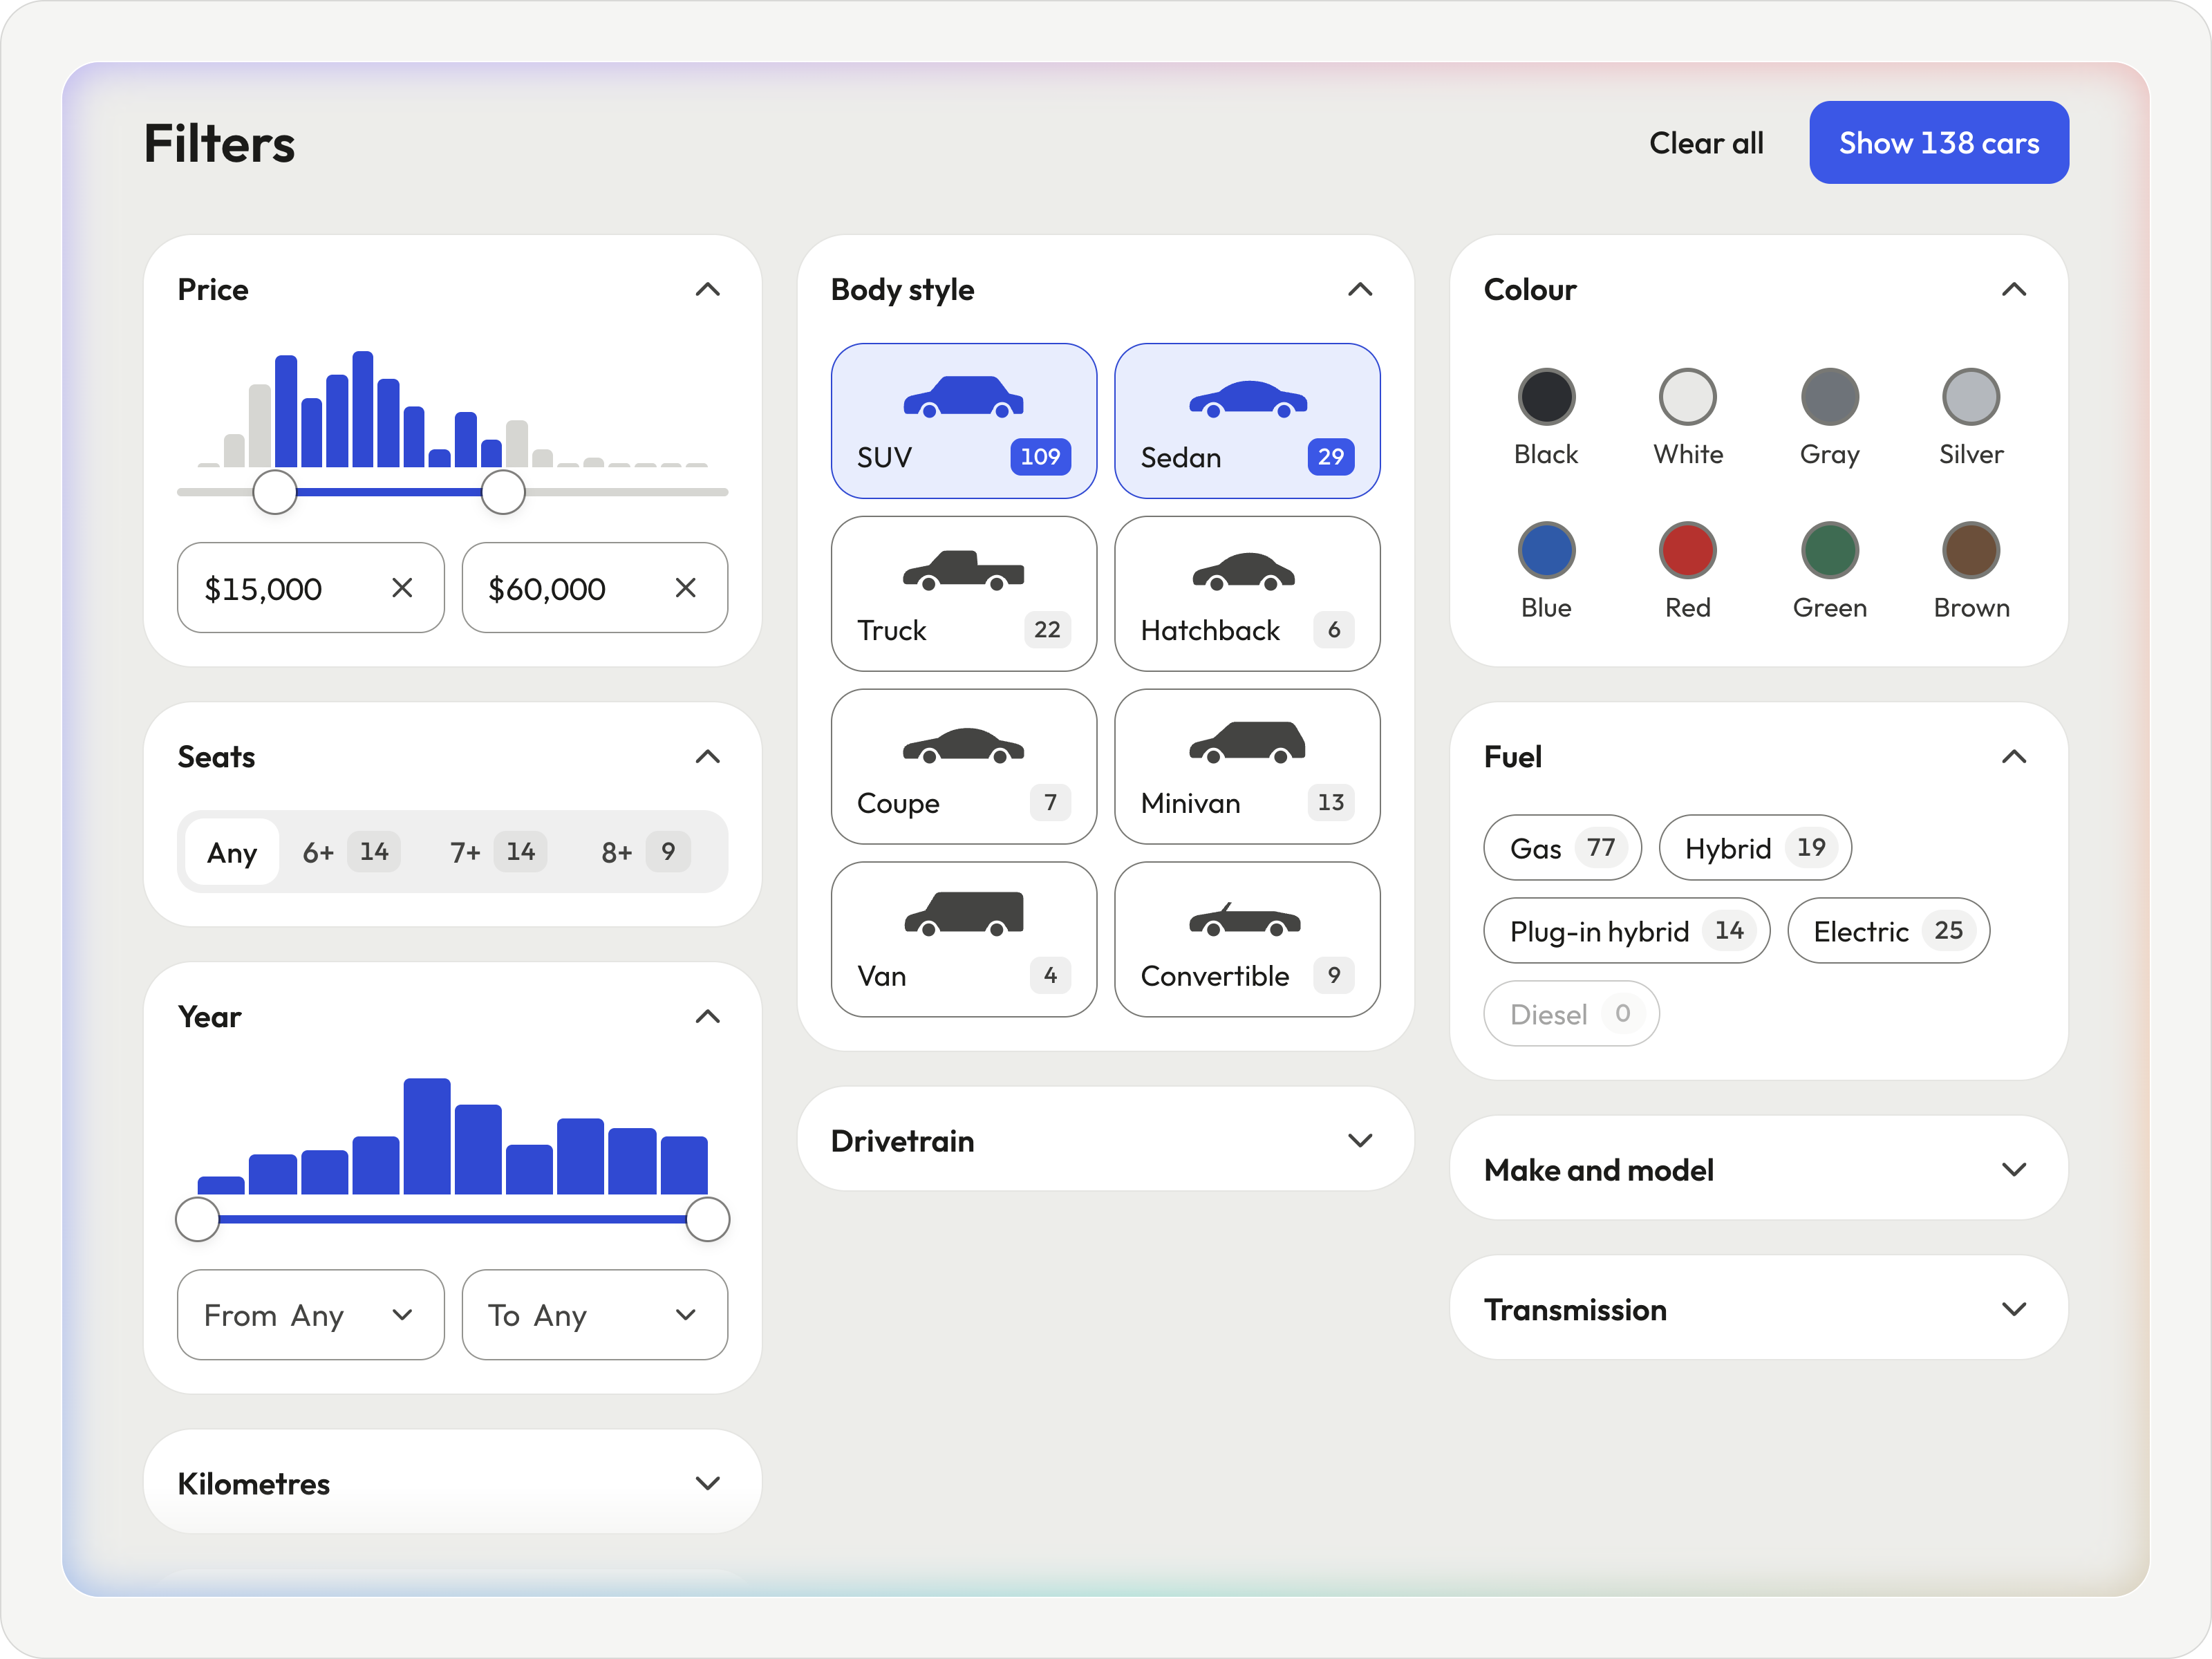 Filters
Clear all
Show 138 cars
Price
$15,000
$60,000
Seats
Any 6+ 14 7+ 14 8+ 9
Year
From Any
To Any
Kilometres
Body style
SUV 109
Sedan 29
Truck 22
Hatchback 6
Coupe 7
Minivan 13
Van 4
Convertible 9
Drivetrain
Colour
Black
White
Gray
Silver
Blue
Red
Green
Brown
Fuel
Gas 77
Hybrid 19
Plug-in hybrid 14
Electric 25
Diesel 0
Make and model
Transmission